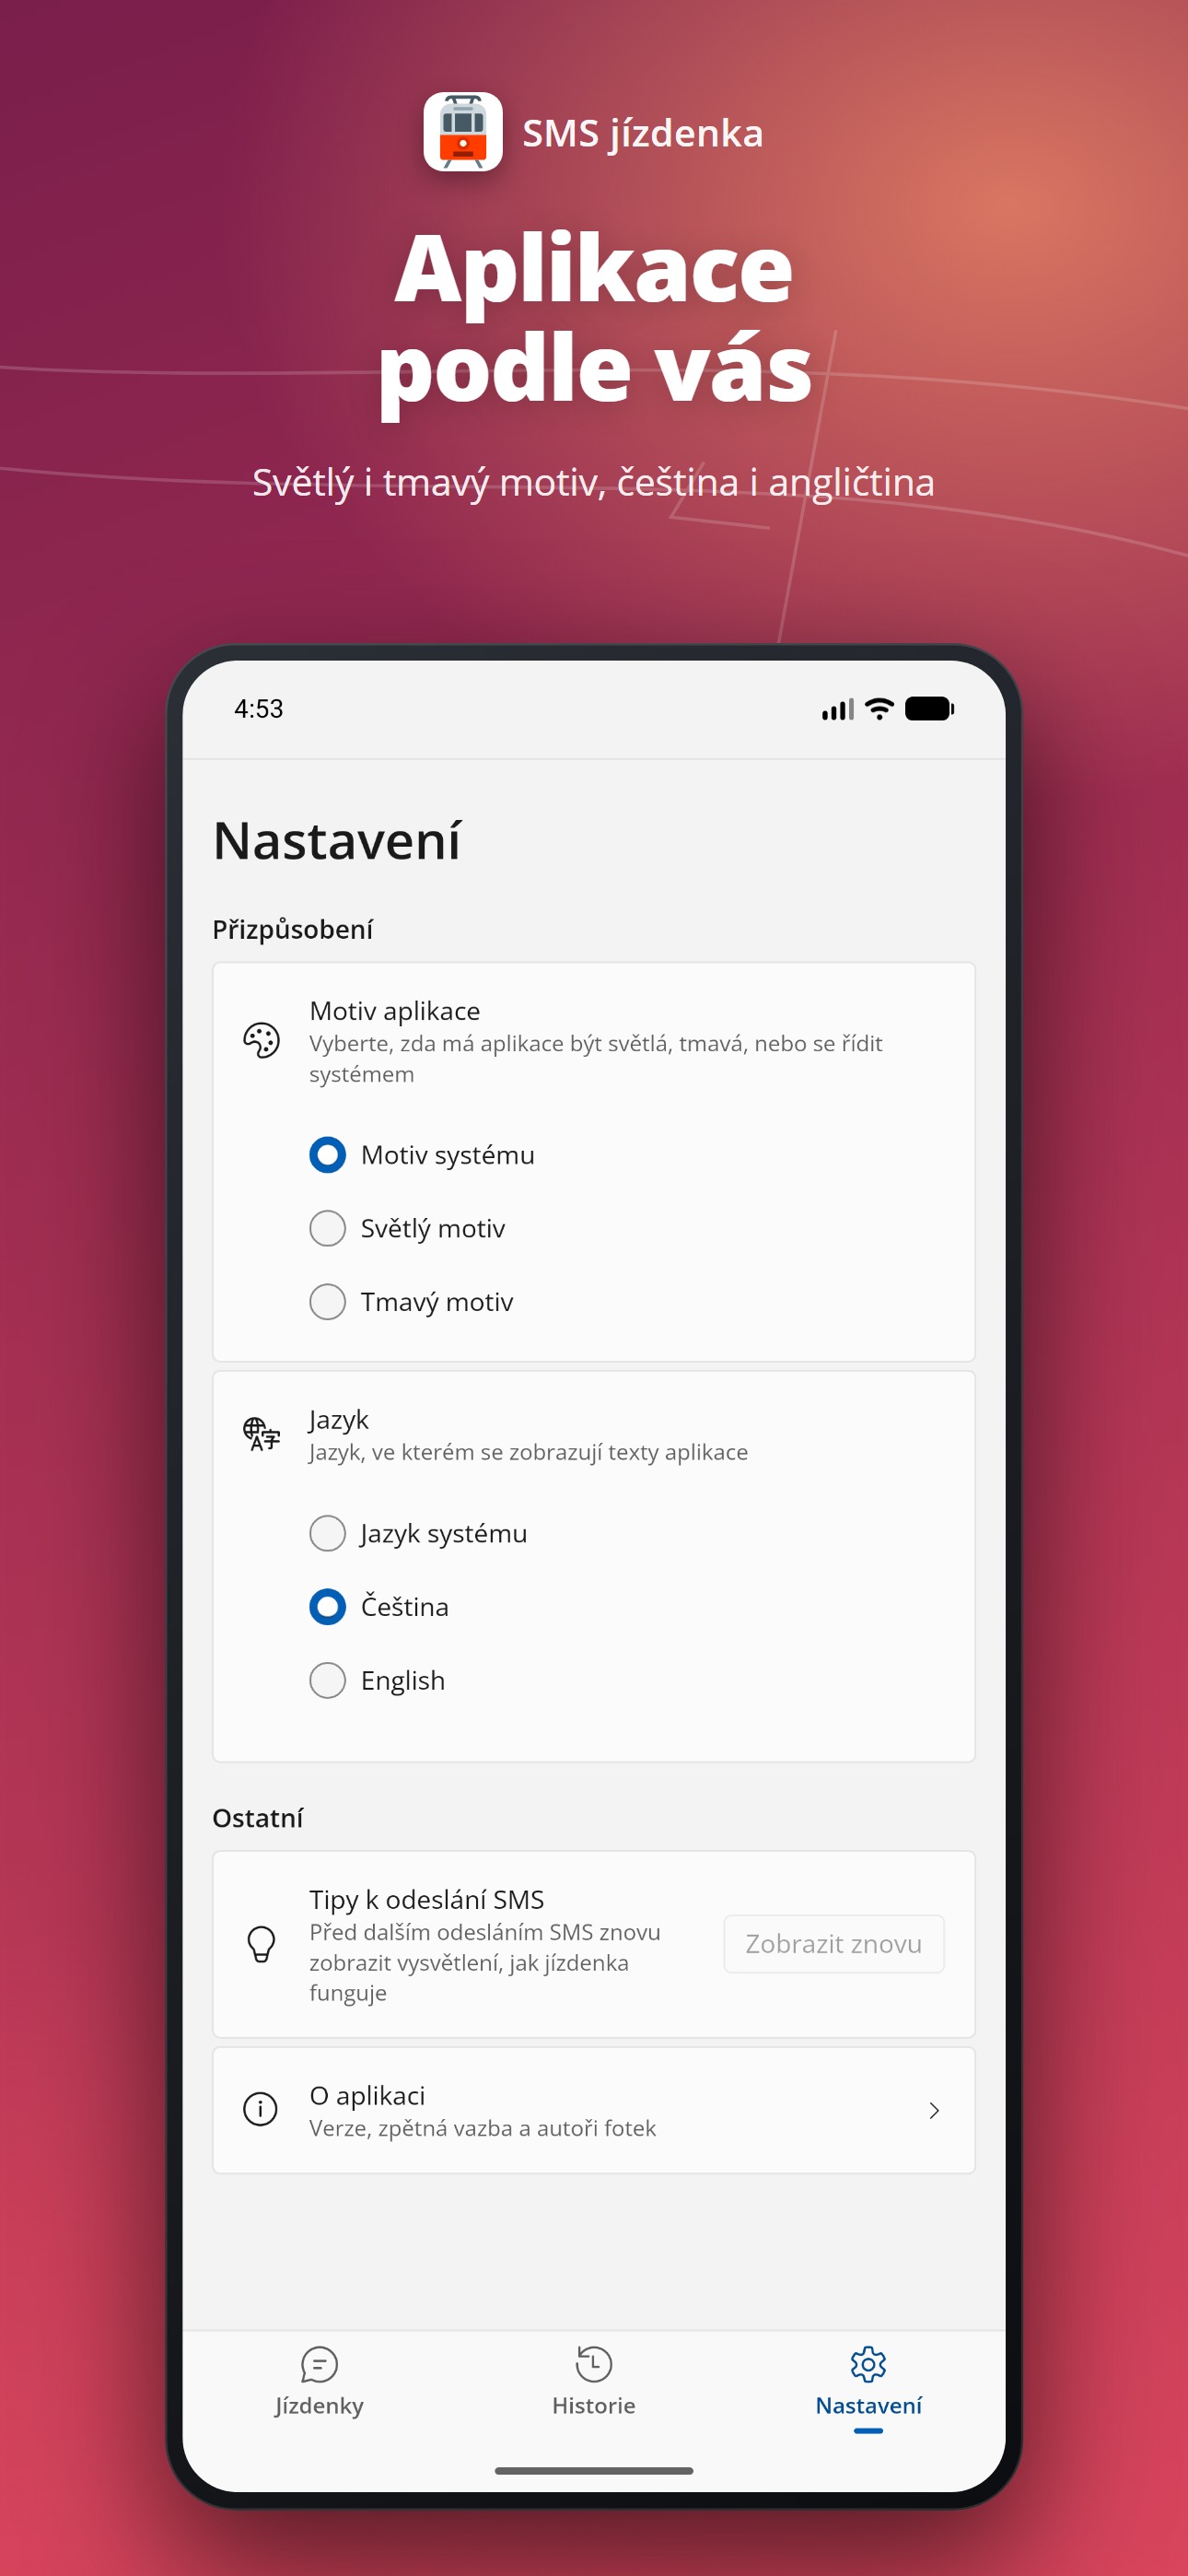 SMS jízdenka
Aplikace
podle vás
Světlý i tmavý motiv, čeština i angličtina
4:53
Nastavení
Přizpůsobení
Motiv aplikace
Vyberte, zda má aplikace být světlá, tmavá, nebo se řídit
systémem
Motiv systému
Světlý motiv
Tmavý motiv
Jazyk
Jazyk, ve kterém se zobrazují texty aplikace
Jazyk systému
Čeština
English
Ostatní
Tipy k odeslání SMS
Před dalším odesláním SMS znovu
zobrazit vysvětlení, jak jízdenka
funguje
Zobrazit znovu
O aplikaci
Verze, zpětná vazba a autoři fotek
Jízdenky
Historie
Nastavení